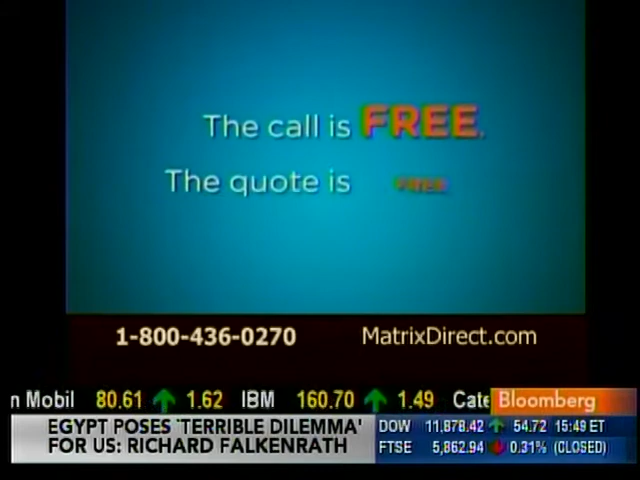 The call is FREE.
The quote is FREE
1-800-436-0270 MatrixDirect.com
n Mobil 80.61 1.62 IBM 160.70 1.49 Cate Bloomberg
EGYPT POSES 'TERRIBLE DILEMMA'
FOR US: RICHARD FALKENRATH
DOW 11,878.42 54.72 15:49 ET
FTSE 5,862.94 0.31% (CLOSED)